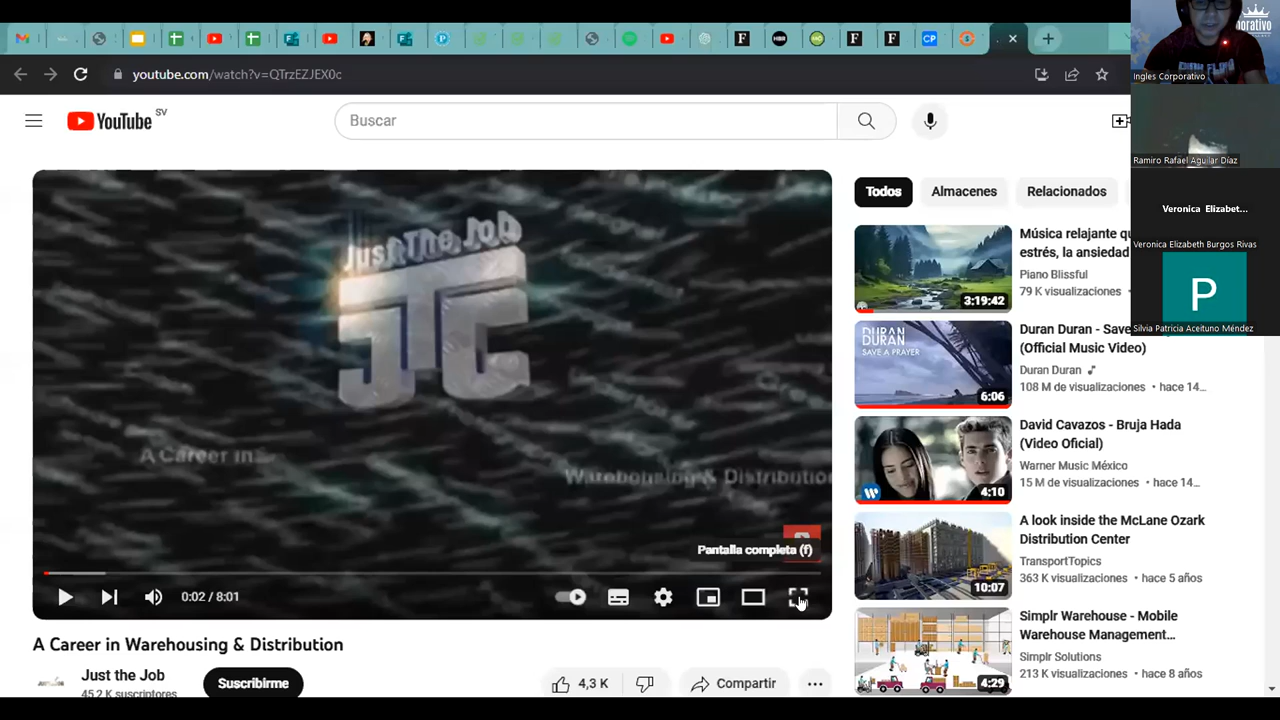 youtube.com/watch?v=QTrzEZJEX0c
YouTube SV
Buscar
Just The Job
JTC
A Career in
Warehousing & Distribution
Pantalla completa (f)
0:02 / 8:01
A Career in Warehousing & Distribution
Just the Job
45,2 K suscriptores
Suscribirme
4,3 K
Compartir
Todos
Almacenes
Relacionados
3:19:42
Música relajante
estrés, la ansiedad
Piano Blissful
79 K visualizaciones •
DURAN
DURAN
SAVE A PRAYER
6:06
Duran Duran - Save
(Official Music Video)
Duran Duran
108 M de visualizaciones • hace 14...
4:10
David Cavazos - Bruja Hada
(Video Oficial)
Warner Music México
15 M de visualizaciones • hace 14...
10:07
A look inside the McLane Ozark
Distribution Center
TransportTopics
363 K visualizaciones • hace 5 años
4:29
Simplr Warehouse - Mobile
Warehouse Management...
Simplr Solutions
213 K visualizaciones • hace 8 años
Ingles Corporativo
Ramiro Rafael Aguilar Díaz
Veronica Elizabet...
Veronica Elizabeth Burgos Rivas
P
Silvia Patricia Aceituno Méndez